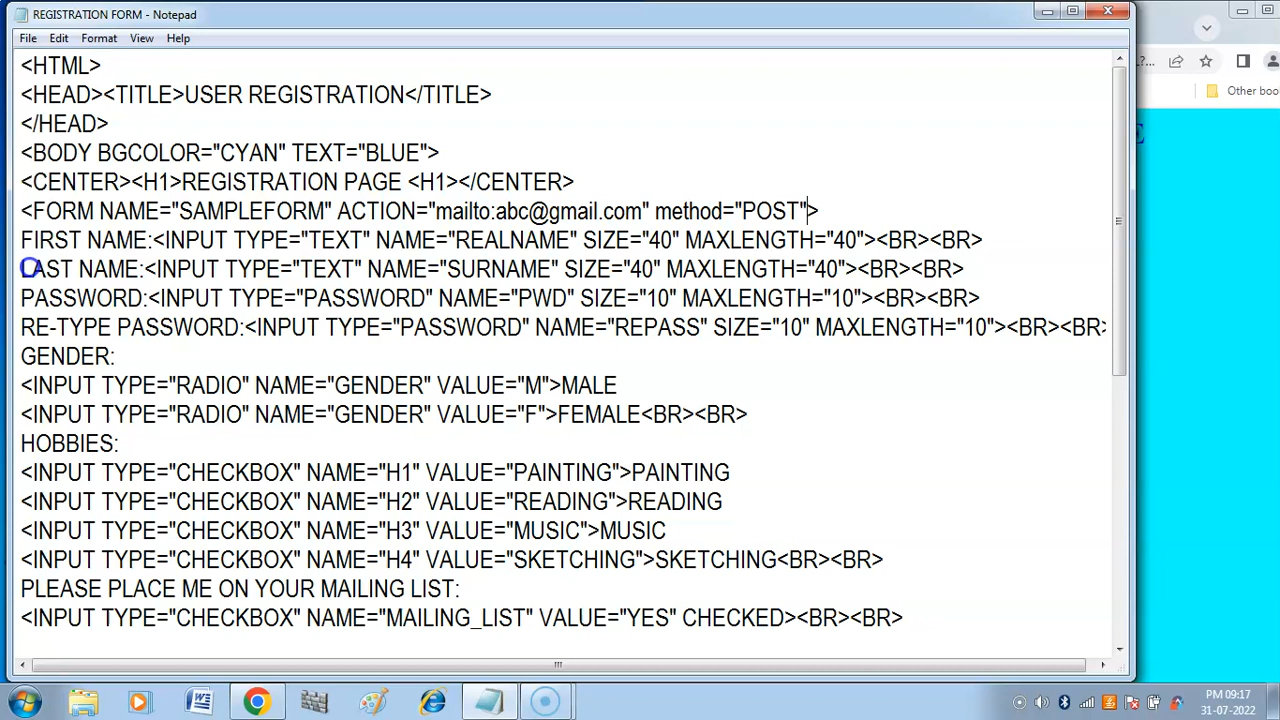 REGISTRATION FORM - Notepad
File Edit Format View Help
<HTML>
<HEAD><TITLE>USER REGISTRATION</TITLE>
</HEAD>
<BODY BGCOLOR="CYAN" TEXT="BLUE">
<CENTER><H1>REGISTRATION PAGE <H1></CENTER>
<FORM NAME="SAMPLEFORM" ACTION="mailto:abc@gmail.com" method="POST">
FIRST NAME:<INPUT TYPE="TEXT" NAME="REALNAME" SIZE="40" MAXLENGTH="40"><BR><BR>
LAST NAME:<INPUT TYPE="TEXT" NAME="SURNAME" SIZE="40" MAXLENGTH="40"><BR><BR>
PASSWORD:<INPUT TYPE="PASSWORD" NAME="PWD" SIZE="10" MAXLENGTH="10"><BR><BR>
RE-TYPE PASSWORD:<INPUT TYPE="PASSWORD" NAME="REPASS" SIZE="10" MAXLENGTH="10"><BR><BR>
GENDER:
<INPUT TYPE="RADIO" NAME="GENDER" VALUE="M">MALE
<INPUT TYPE="RADIO" NAME="GENDER" VALUE="F">FEMALE<BR><BR>
HOBBIES:
<INPUT TYPE="CHECKBOX" NAME="H1" VALUE="PAINTING">PAINTING
<INPUT TYPE="CHECKBOX" NAME="H2" VALUE="READING">READING
<INPUT TYPE="CHECKBOX" NAME="H3" VALUE="MUSIC">MUSIC
<INPUT TYPE="CHECKBOX" NAME="H4" VALUE="SKETCHING">SKETCHING<BR><BR>
PLEASE PLACE ME ON YOUR MAILING LIST:
<INPUT TYPE="CHECKBOX" NAME="MAILING_LIST" VALUE="YES" CHECKED><BR><BR>
L?...
Other boo
E
PM 09:17
31-07-2022